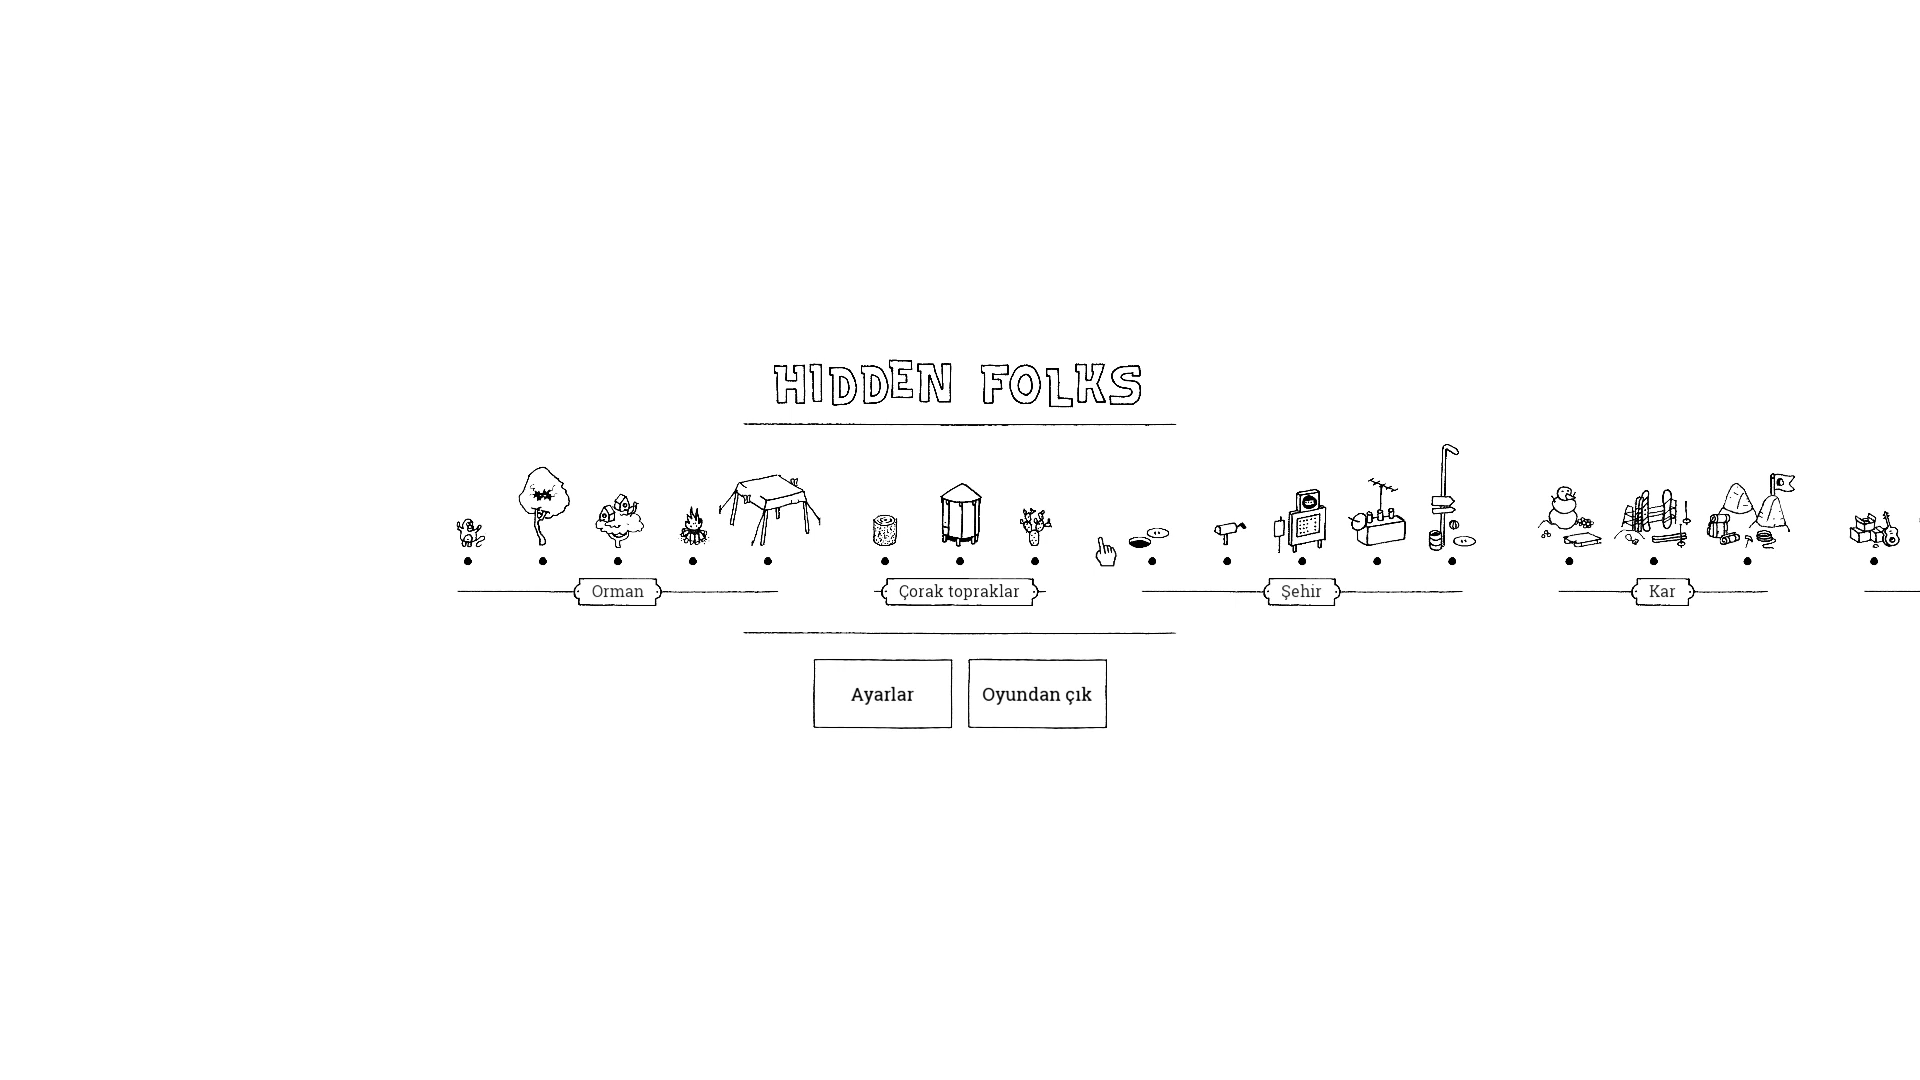 HIDDEN FOLKS
Orman
Çorak topraklar
Şehir
Kar
Ayarlar
Oyundan çık